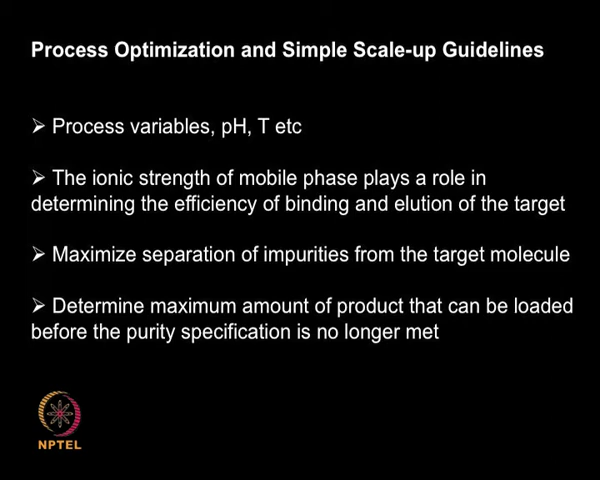 Process Optimization and Simple Scale-up Guidelines
➢ Process variables, pH, T etc
➢ The ionic strength of mobile phase plays a role in
determining the efficiency of binding and elution of the target
➢ Maximize separation of impurities from the target molecule
➢ Determine maximum amount of product that can be loaded
before the purity specification is no longer met
NPTEL